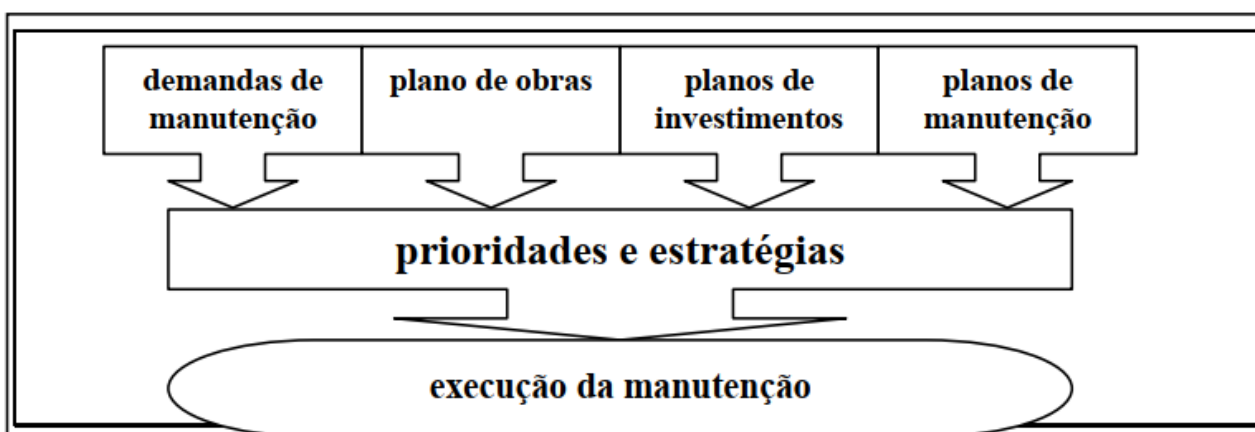 demandas de
manutenção
plano de obras
planos de
investimentos
planos de
manutenção
prioridades e estratégias
execução da manutenção